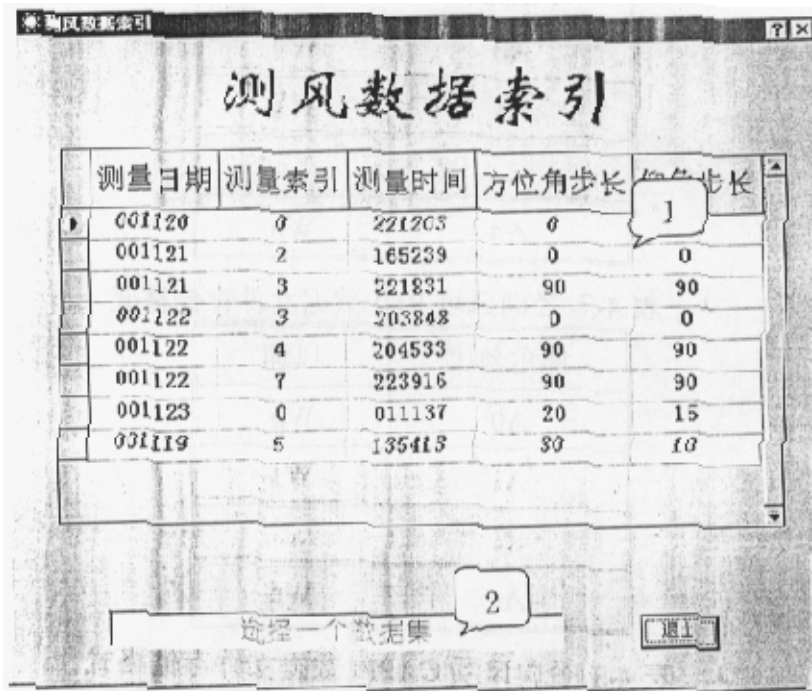 测风数据索引
测风数据索引
测量日期 测量索引 测量时间 方位角步长 仰角步长
1
001120 0 221203 0
001121 2 165239 0 0
001121 3 221831 90 90
001122 3 203848 0 0
001122 4 204533 90 90
001122 7 223916 90 90
001123 0 011137 20 15
031119 5 135413 30 10
2
选择一个数据集
退出